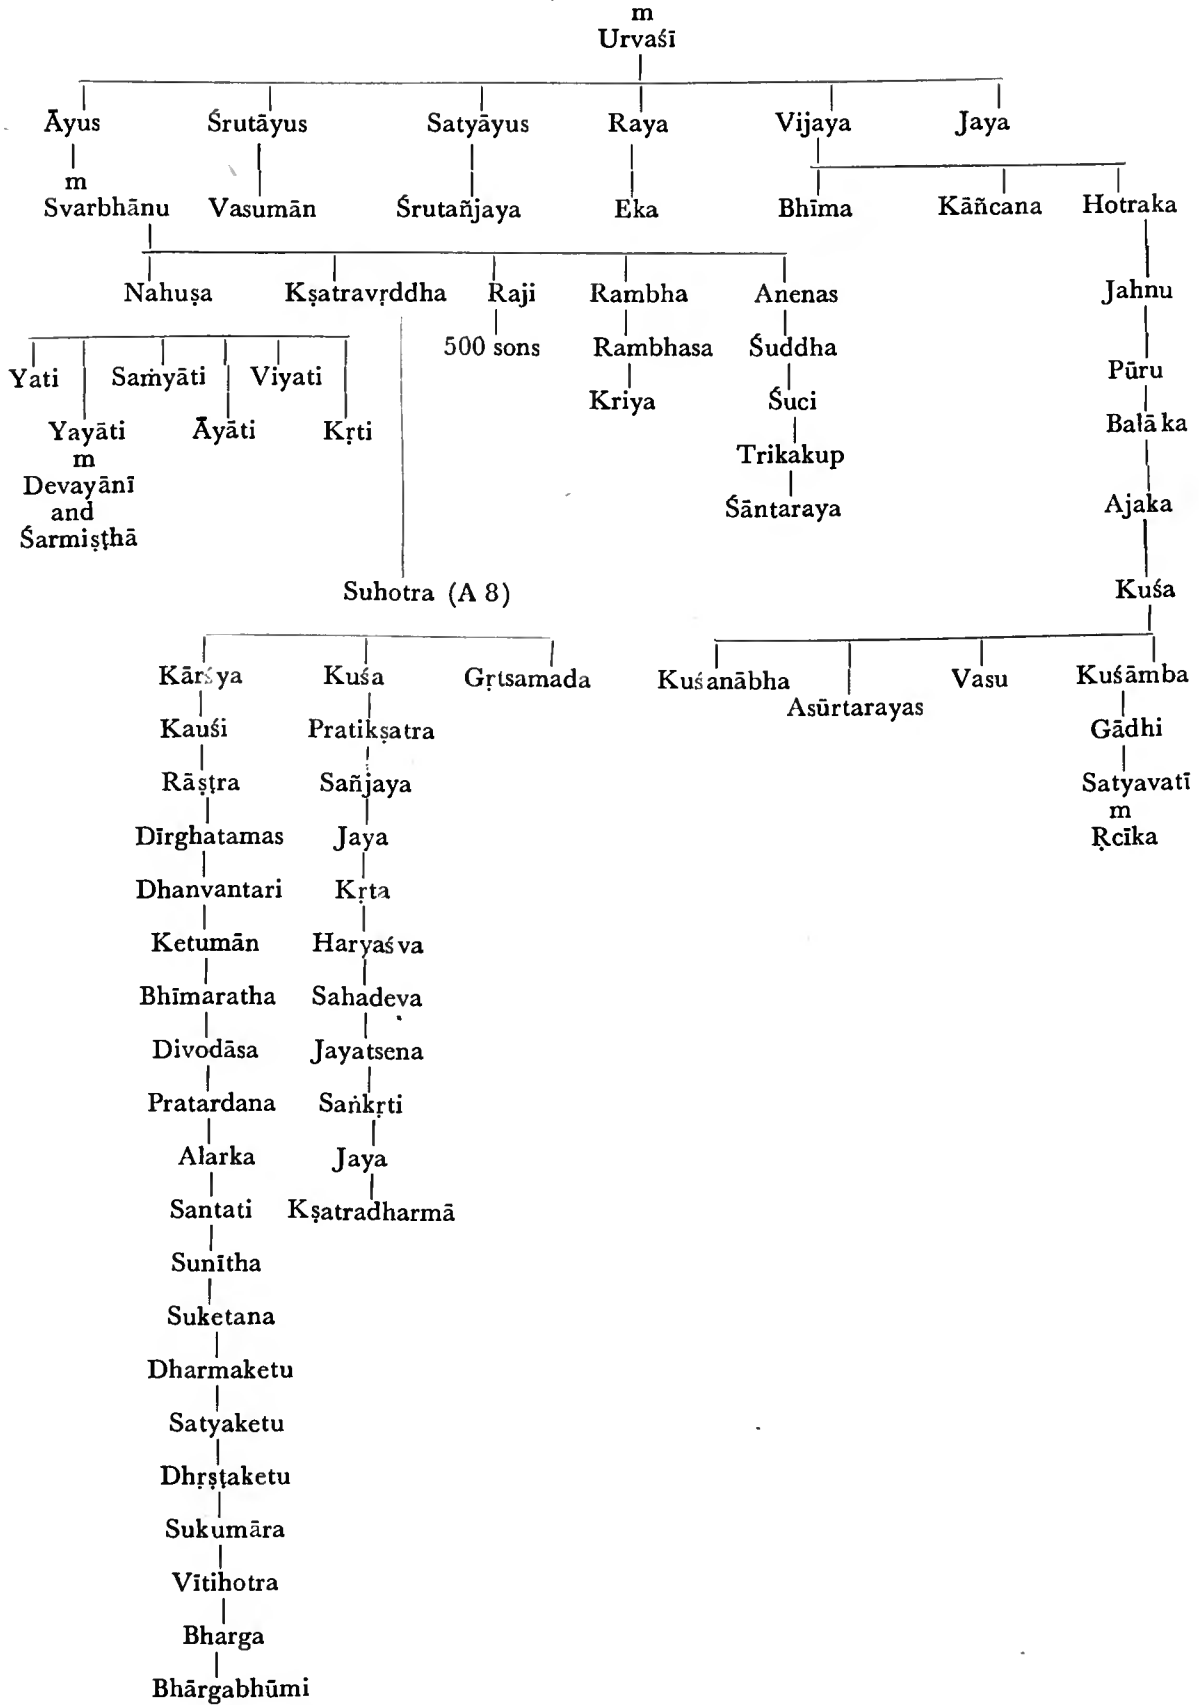 m
Urvaśī
Āyus Śrutāyus Satyāyus Raya Vijaya Jaya
m
Svarbhānu Vasumān Śrutañjaya Eka Bhīma Kāñcana Hotraka
Nahuṣa Kṣatravṛddha Raji Rambha Anenas Jahnu
500 sons Rambhasa Śuddha
Yati Saṁyāti Viyati Pūru
Kriya Śuci
Yayāti Āyāti Kṛti Balāka
m Trikakup
Devayānī
and Śāntaraya Ajaka
Śarmiṣṭhā
Suhotra (A 8) Kuśa
Kārśya Kuśa Gṛtsamada Kuśanābha Vasu Kuśāmba
Asūrtarayas
Kauśi Pratikṣatra Gādhi
Rāṣṭra Sañjaya Satyavatī
m
Dīrghatamas Jaya Ṛcīka
Dhanvantari Kṛta
Ketumān Haryaśva
Bhīmaratha Sahadeva
Divodāsa Jayatsena
Pratardana Saṅkṛti
Alarka Jaya
Santati Kṣatradharmā
Sunītha
Suketana
Dharmaketu
Satyaketu
Dhṛṣṭaketu
Sukumāra
Vītihotra
Bharga
Bhārgabhūmi